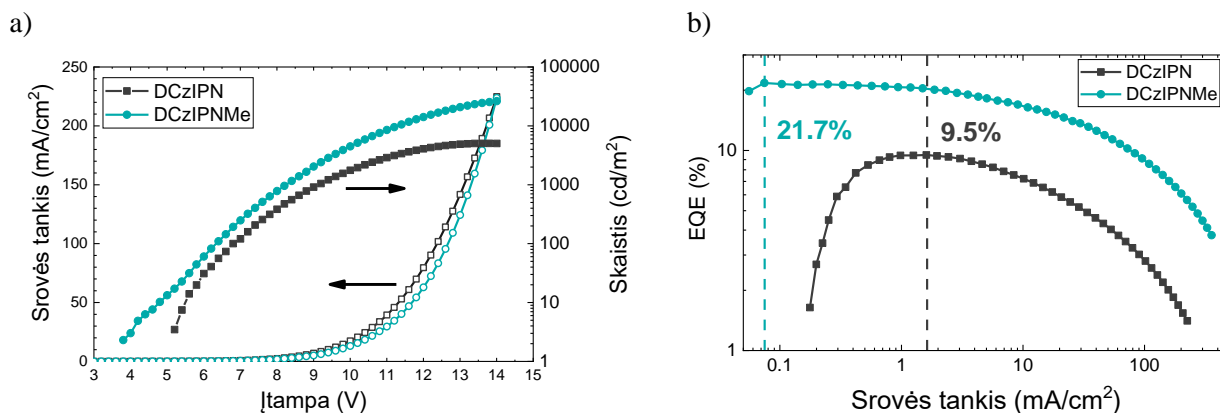 a)
250
200
150
100
50
0
Srovės tankis (mA/cm²)
DCzIPN
DCzIPNMe
100000
10000
1000
100
10
1
Skaistis (cd/m²)
3 4 5 6 7 8 9 10 11 12 13 14 15
Įtampa (V)
b)
DCzIPN
DCzIPNMe
21.7%
9.5%
10
1
EQE (%)
0.1 1 10 100
Srovės tankis (mA/cm²)